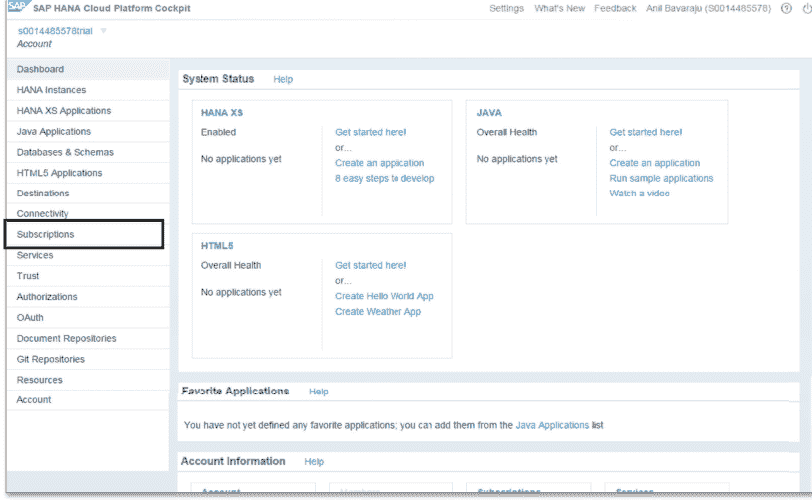 SAP SAP HANA Cloud Platform Cockpit
Settings What's New Feedback Anil Bavaraju (S0014485578)
s0014485578trial
Account
Dashboard
HANA Instances
HANA XS Applications
Java Applications
Databases & Schemas
HTML5 Applications
Destinations
Connectivity
Subscriptions
Services
Trust
Authorizations
OAuth
Document Repositories
Git Repositories
Resources
Account
System Status Help
HANA XS
Enabled
No applications yet
Get started here!
or...
Create an application
8 easy steps to develop
JAVA
Overall Health
No applications yet
Get started here!
or...
Create an application
Run sample applications
Watch a video
HTML5
Overall Health
No applications yet
Get started here!
or...
Create Hello World App
Create Weather App
Favorite Applications Help
You have not yet defined any favorite applications; you can add them from the Java Applications list
Account Information Help
Account Subscriptions Services